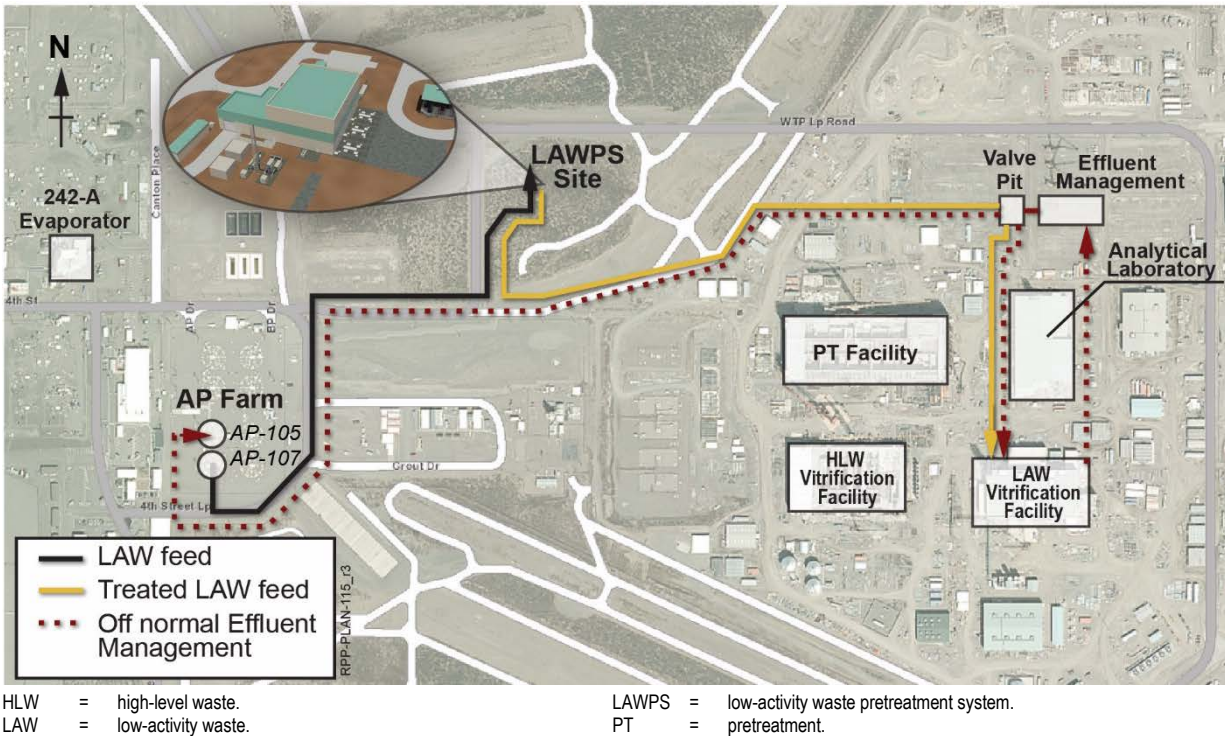 N
WTP Lp Road
LAWPS
Site
Valve
Pit
Effluent
Management
Canton Place
242-A
Evaporator
Analytical
Laboratory
4th St
AP Dr
BP Dr
PT Facility
AP Farm
AP-105
AP-107
Grout Dr
HLW
Vitrification
Facility
LAW
Vitrification
Facility
4th Street Lp
LAW feed
Treated LAW feed
Off normal Effluent
Management
RPP-PLAN-115_r3
HLW = high-level waste.
LAW = low-activity waste.
LAWPS = low-activity waste pretreatment system.
PT = pretreatment.